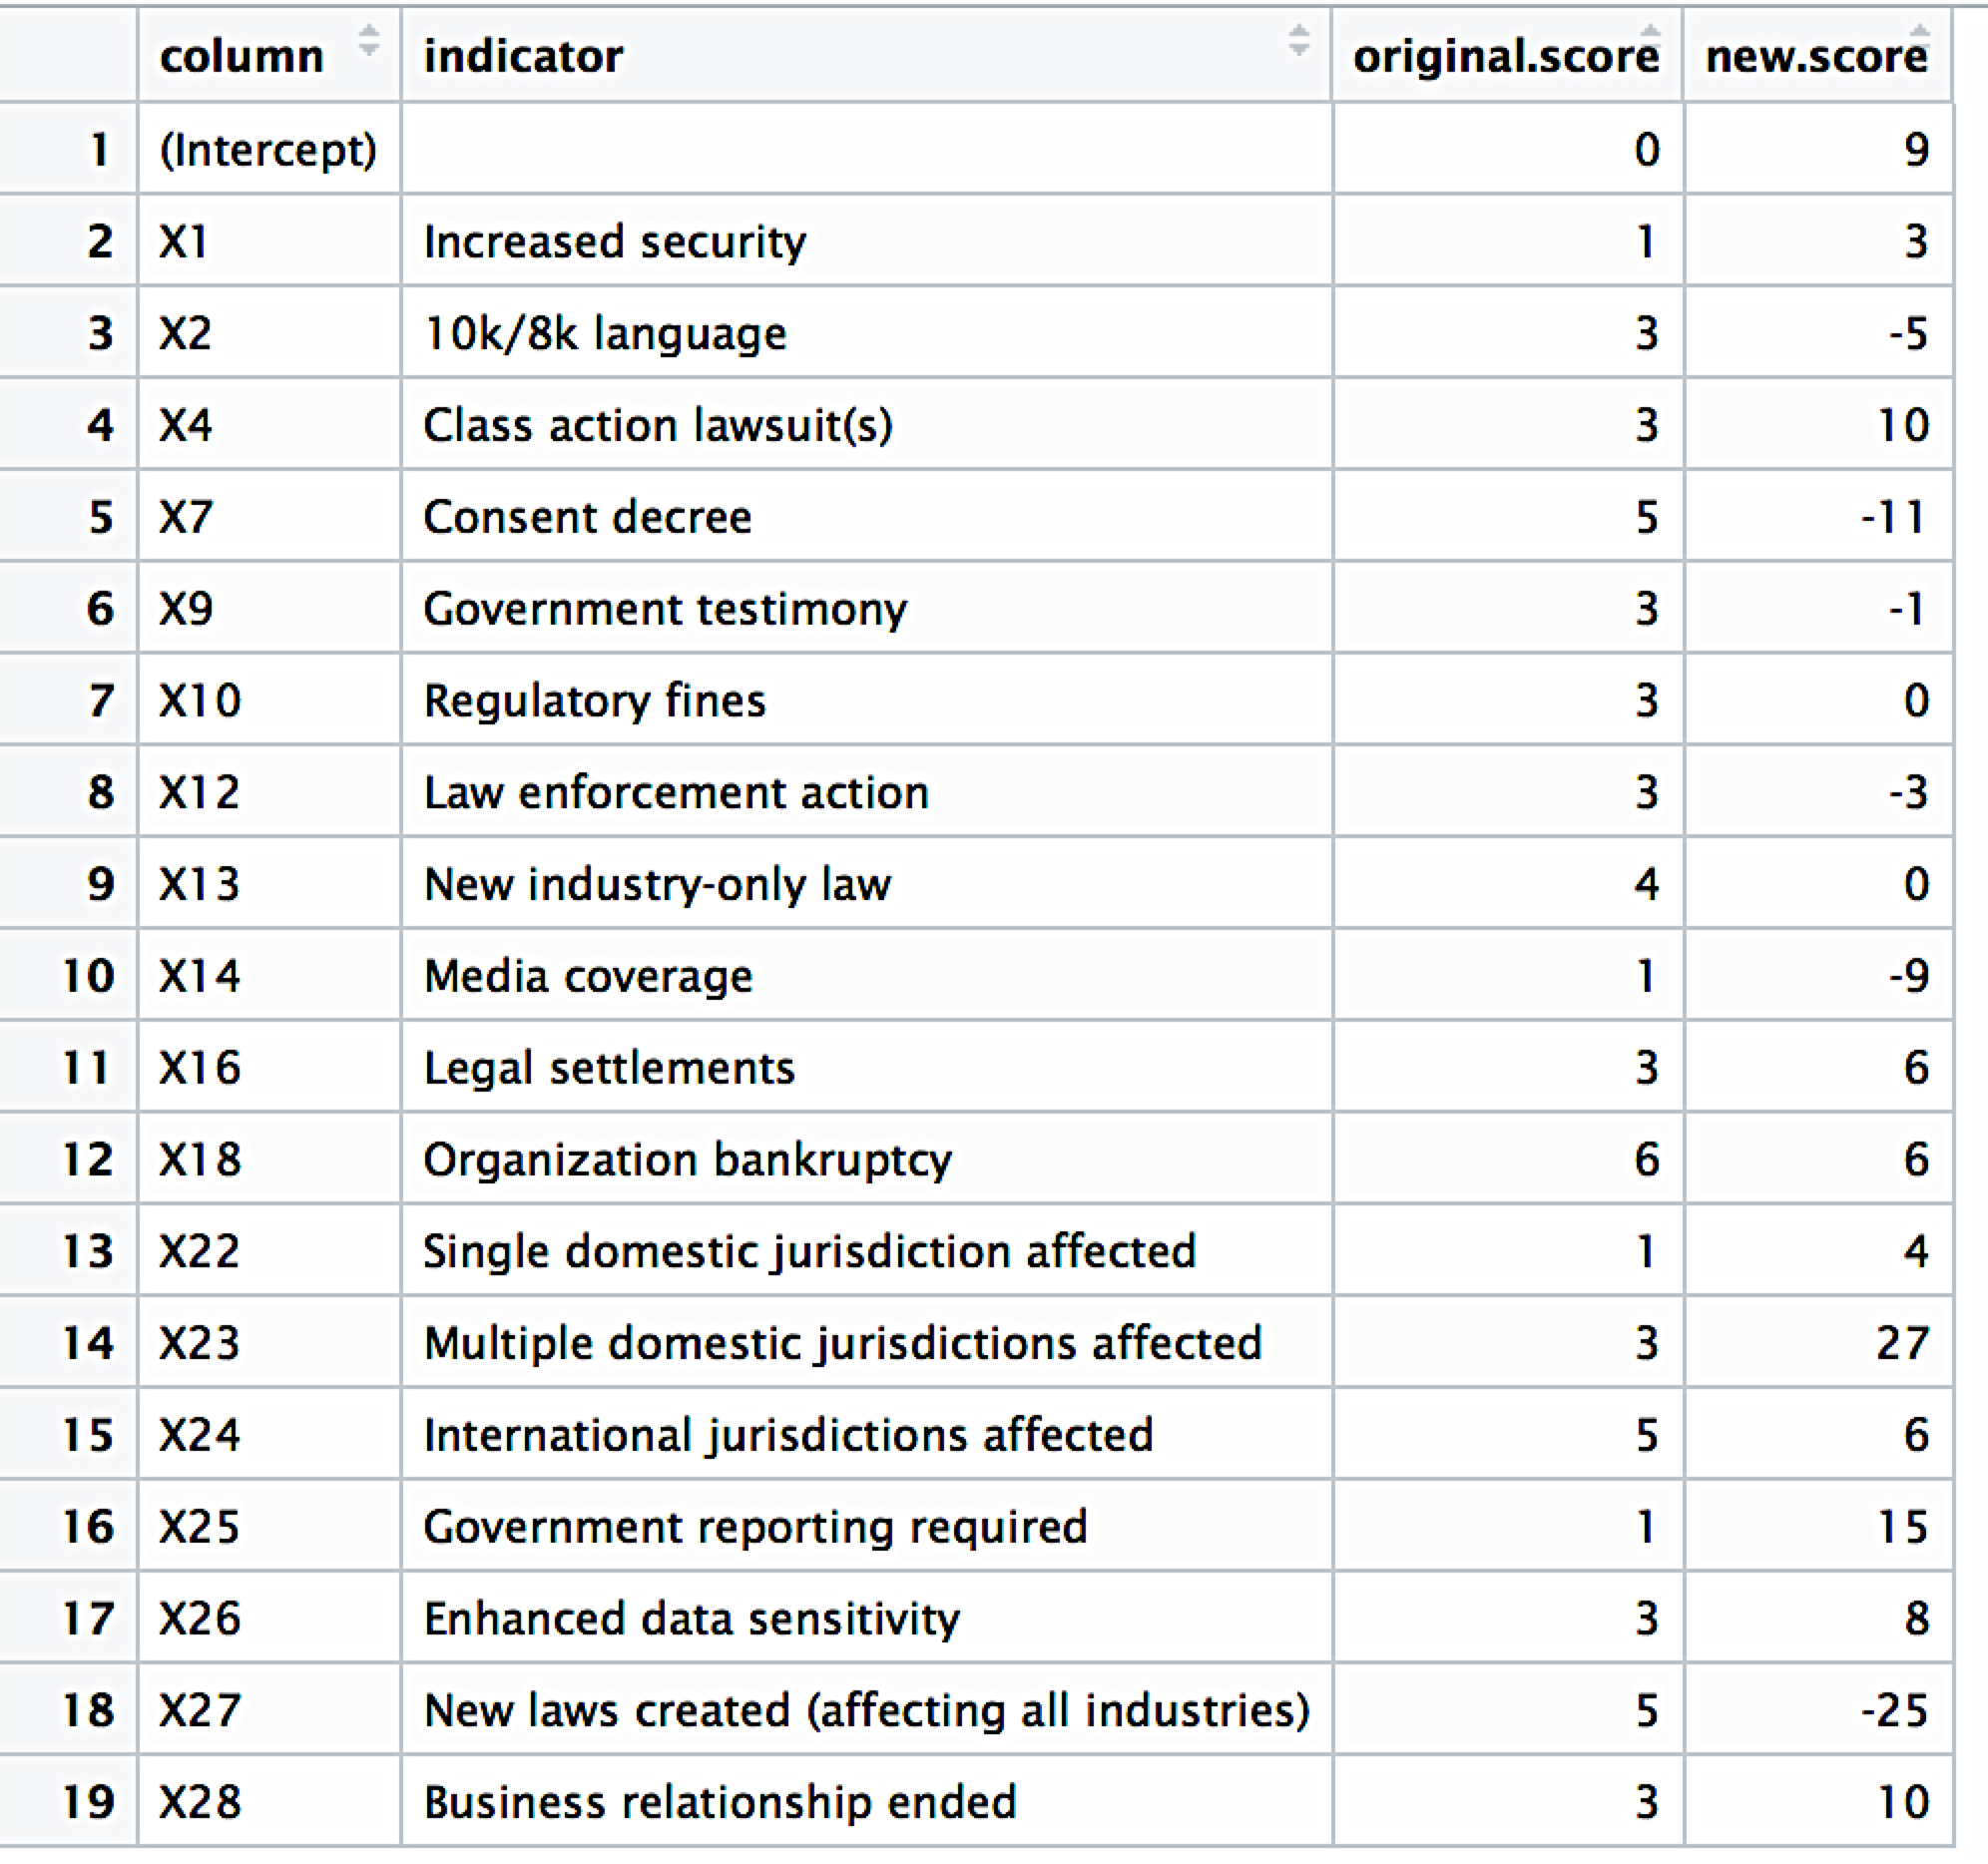 column indicator original.score new.score
1 (Intercept) 0 9
2 X1 Increased security 1 3
3 X2 10k/8k language 3 -5
4 X4 Class action lawsuit(s) 3 10
5 X7 Consent decree 5 -11
6 X9 Government testimony 3 -1
7 X10 Regulatory fines 3 0
8 X12 Law enforcement action 3 -3
9 X13 New industry-only law 4 0
10 X14 Media coverage 1 -9
11 X16 Legal settlements 3 6
12 X18 Organization bankruptcy 6 6
13 X22 Single domestic jurisdiction affected 1 4
14 X23 Multiple domestic jurisdictions affected 3 27
15 X24 International jurisdictions affected 5 6
16 X25 Government reporting required 1 15
17 X26 Enhanced data sensitivity 3 8
18 X27 New laws created (affecting all industries) 5 -25
19 X28 Business relationship ended 3 10